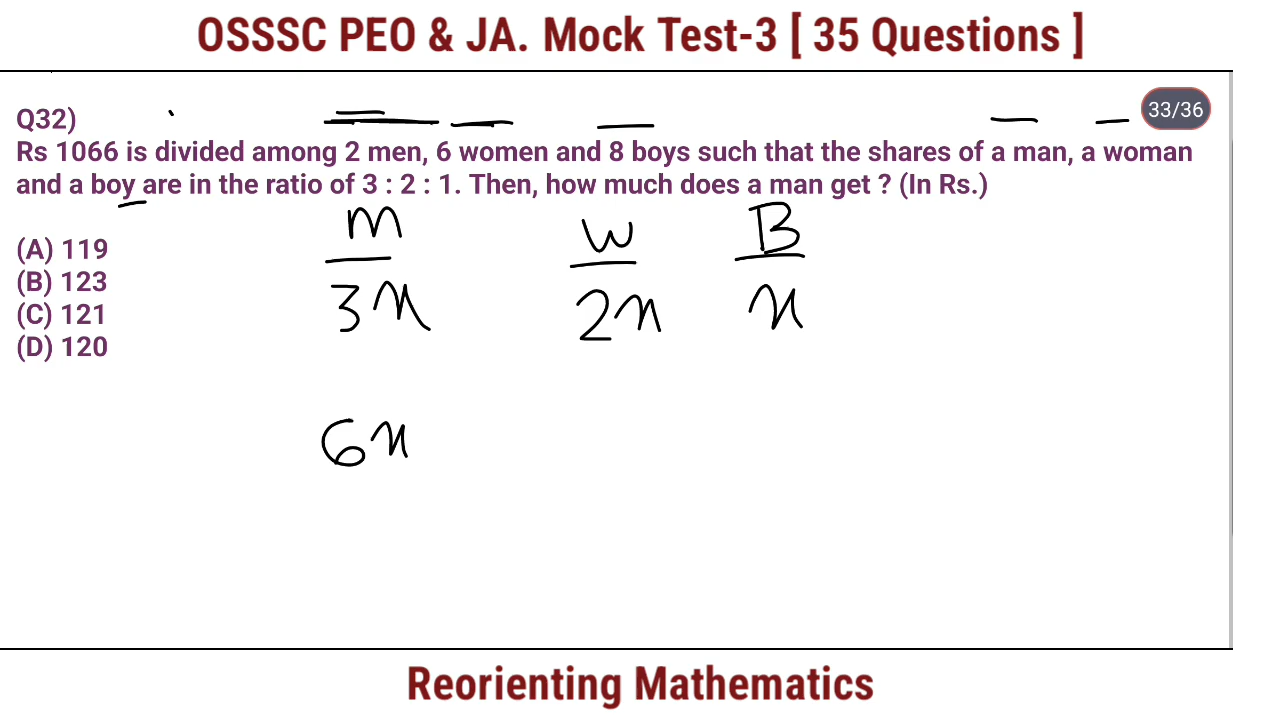 OSSSC PEO & JA. Mock Test-3 [ 35 Questions ]
33/36
Q32)
Rs 1066 is divided among 2 men, 6 women and 8 boys such that the shares of a man, a woman
and a boy are in the ratio of 3 : 2 : 1. Then, how much does a man get ? (In Rs.)
M W B
(A) 119
(B) 123
3x 2x x
(C) 121
(D) 120
6x
Reorienting Mathematics